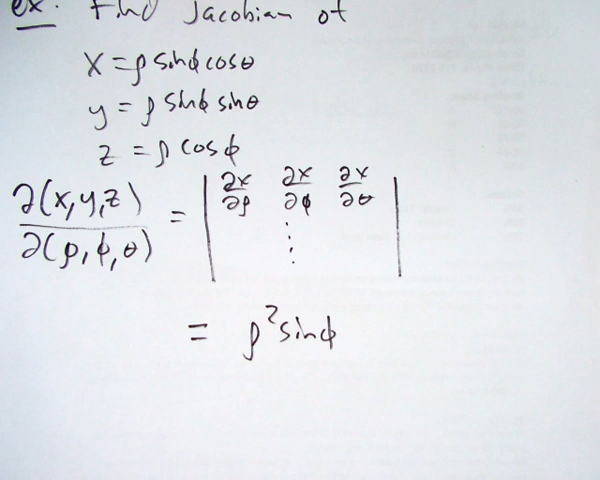 ex. Find Jacobian of
x = ρ sinφ cosθ
y = ρ sinφ sinθ
z = ρ cosφ
∂(x,y,z)/∂(ρ,φ,θ) = | ∂x/∂ρ ∂x/∂φ ∂x/∂θ |
⋮
= ρ² sinφ